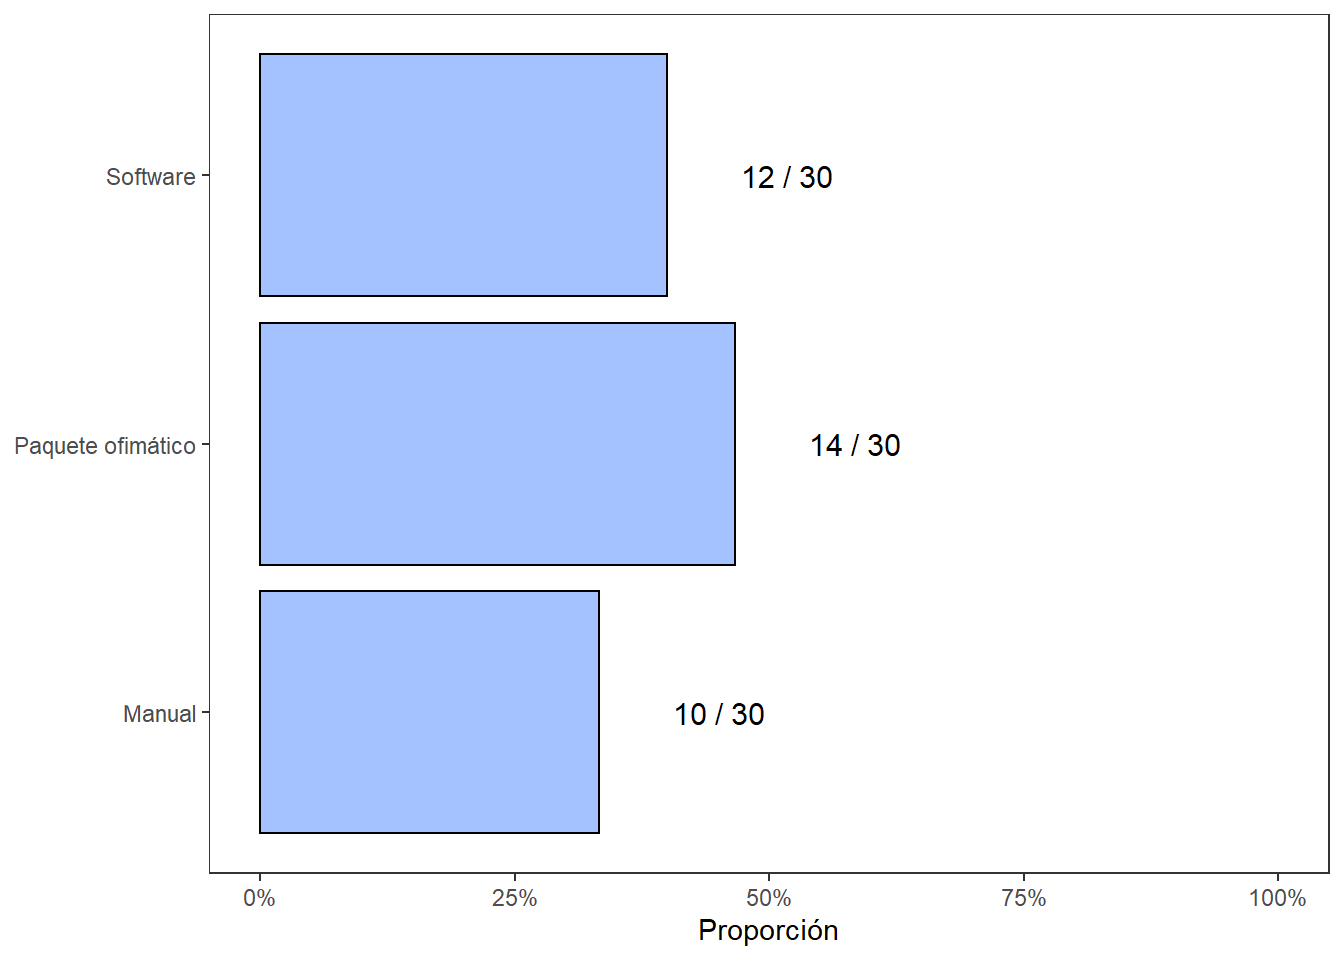 Software
12 / 30
Paquete ofimático
14 / 30
Manual
10 / 30
0% 25% 50% 75% 100%
Proporción